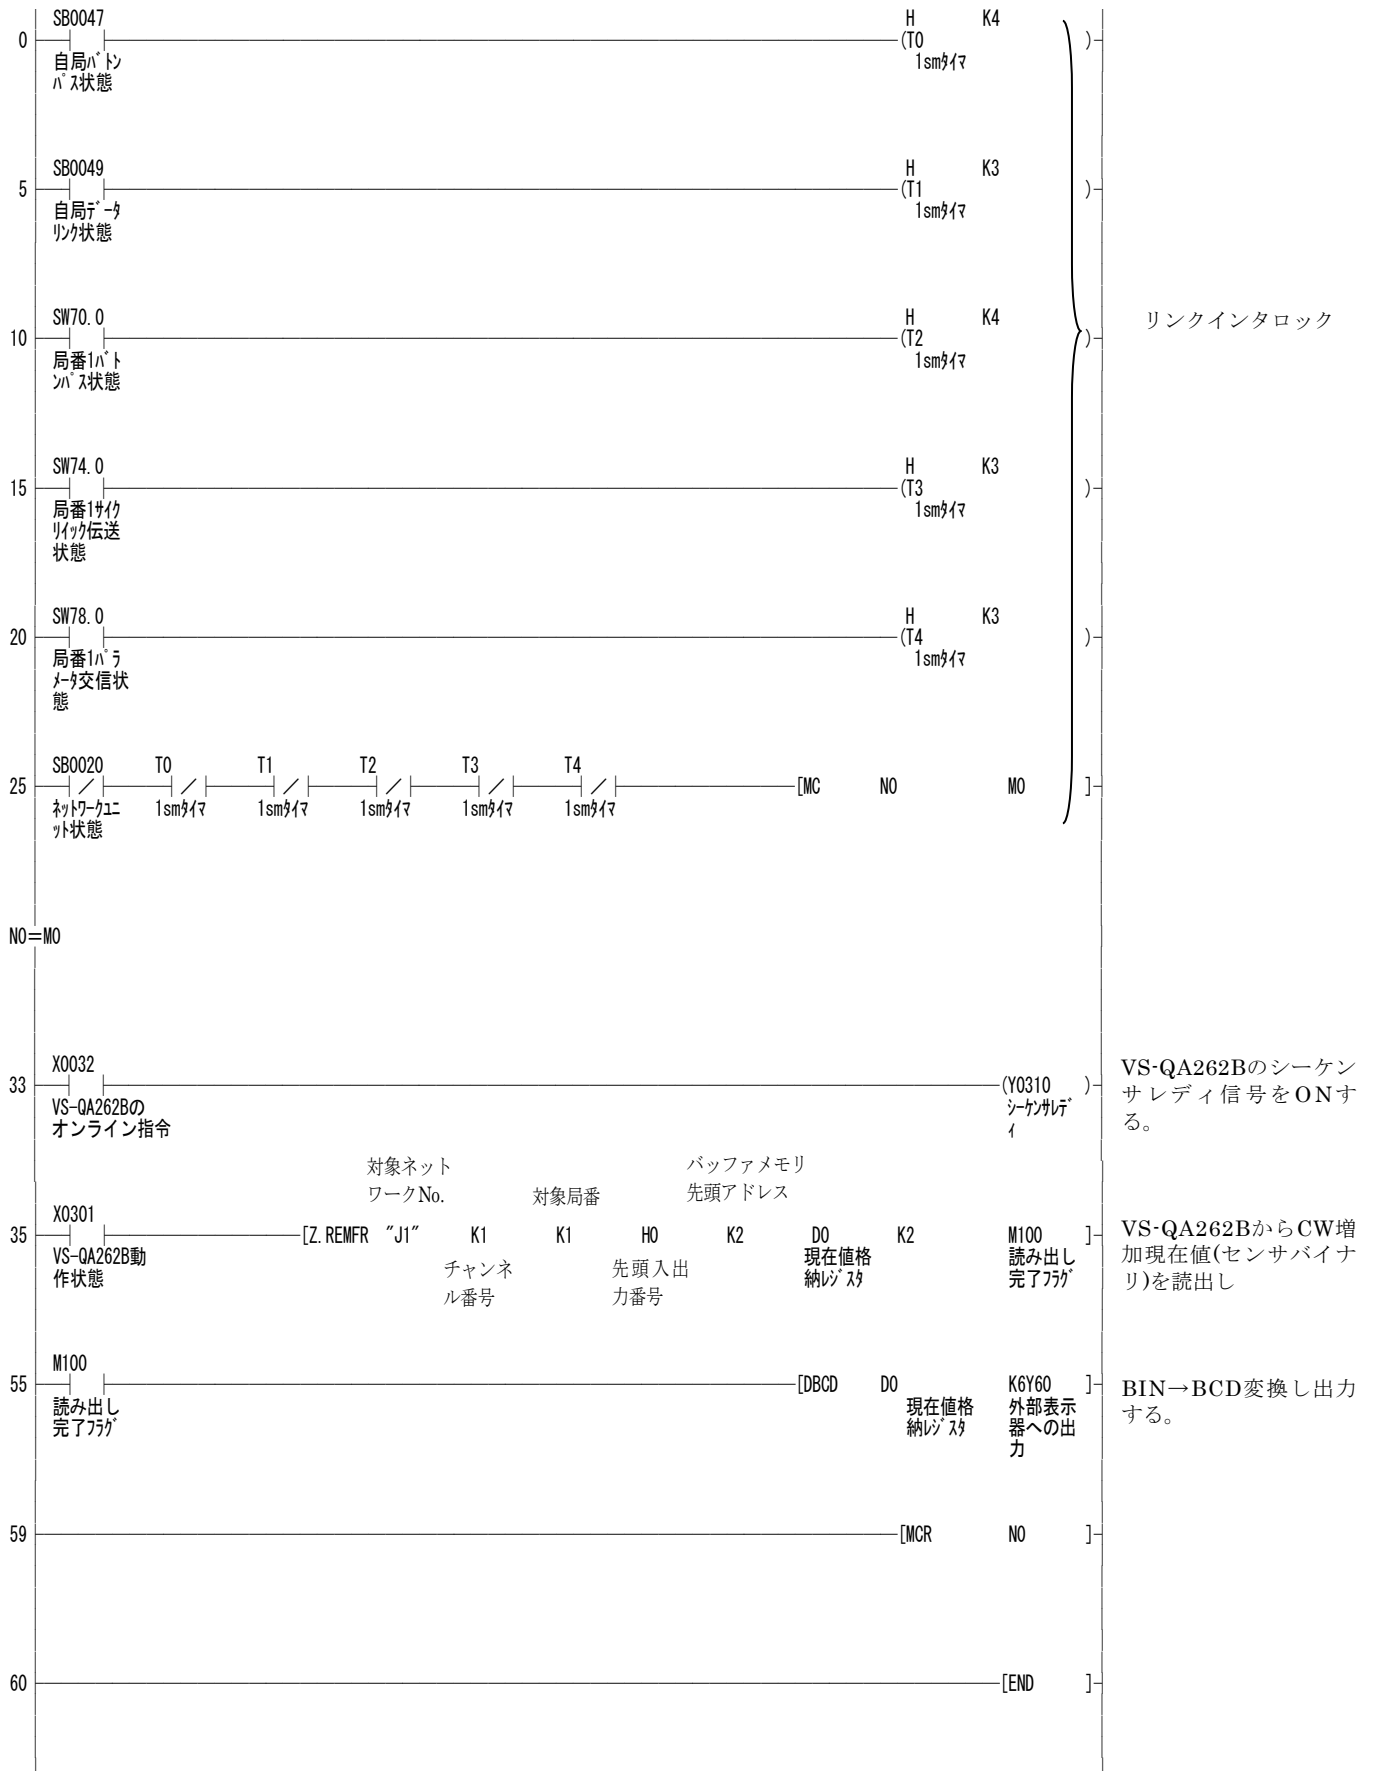 SB0047 H K4
0 (T0 )
自局バトン 1smタイマ
パス状態
SB0049 H K3
5 (T1 )
自局データ 1smタイマ
リンク状態
SW70.0 H K4
リンクインタロック
10 (T2 )
局番1バト 1smタイマ
ンパス状態
SW74.0 H K3
15 (T3 )
局番1サイク 1smタイマ
リイック伝送
状態
SW78.0 H K3
20 (T4 )
局番1パラ 1smタイマ
メータ交信状
態
SB0020 T0 T1 T2 T3 T4
25 [MC N0 M0 ]
ネットワークユニ 1smタイマ 1smタイマ 1smタイマ 1smタイマ 1smタイマ
ット状態
N0=M0
X0032
33 (Y0310 )
VS-QA262Bの シーケンサレデ
オンライン指令 ィ
VS-QA262Bのシーケン
サレディ信号をONす
る。
対象ネット バッファメモリ
ワークNo. 対象局番 先頭アドレス
X0301
35 [Z.REMFR "J1" K1 K1 H0 K2 D0 K2 M100 ]
VS-QA262B動 現在値格 読み出し
作状態 納レジスタ 完了フラグ
チャンネ 先頭入出
ル番号 力番号
VS-QA262BからCW増
加現在値(センサバイナ
リ)を読出し
M100
55 [DBCD D0 K6Y60 ]
読み出し 現在値格 外部表示
完了フラグ 納レジスタ 器への出
力
BIN→BCD変換し出力
する。
59 [MCR N0 ]
60 [END ]